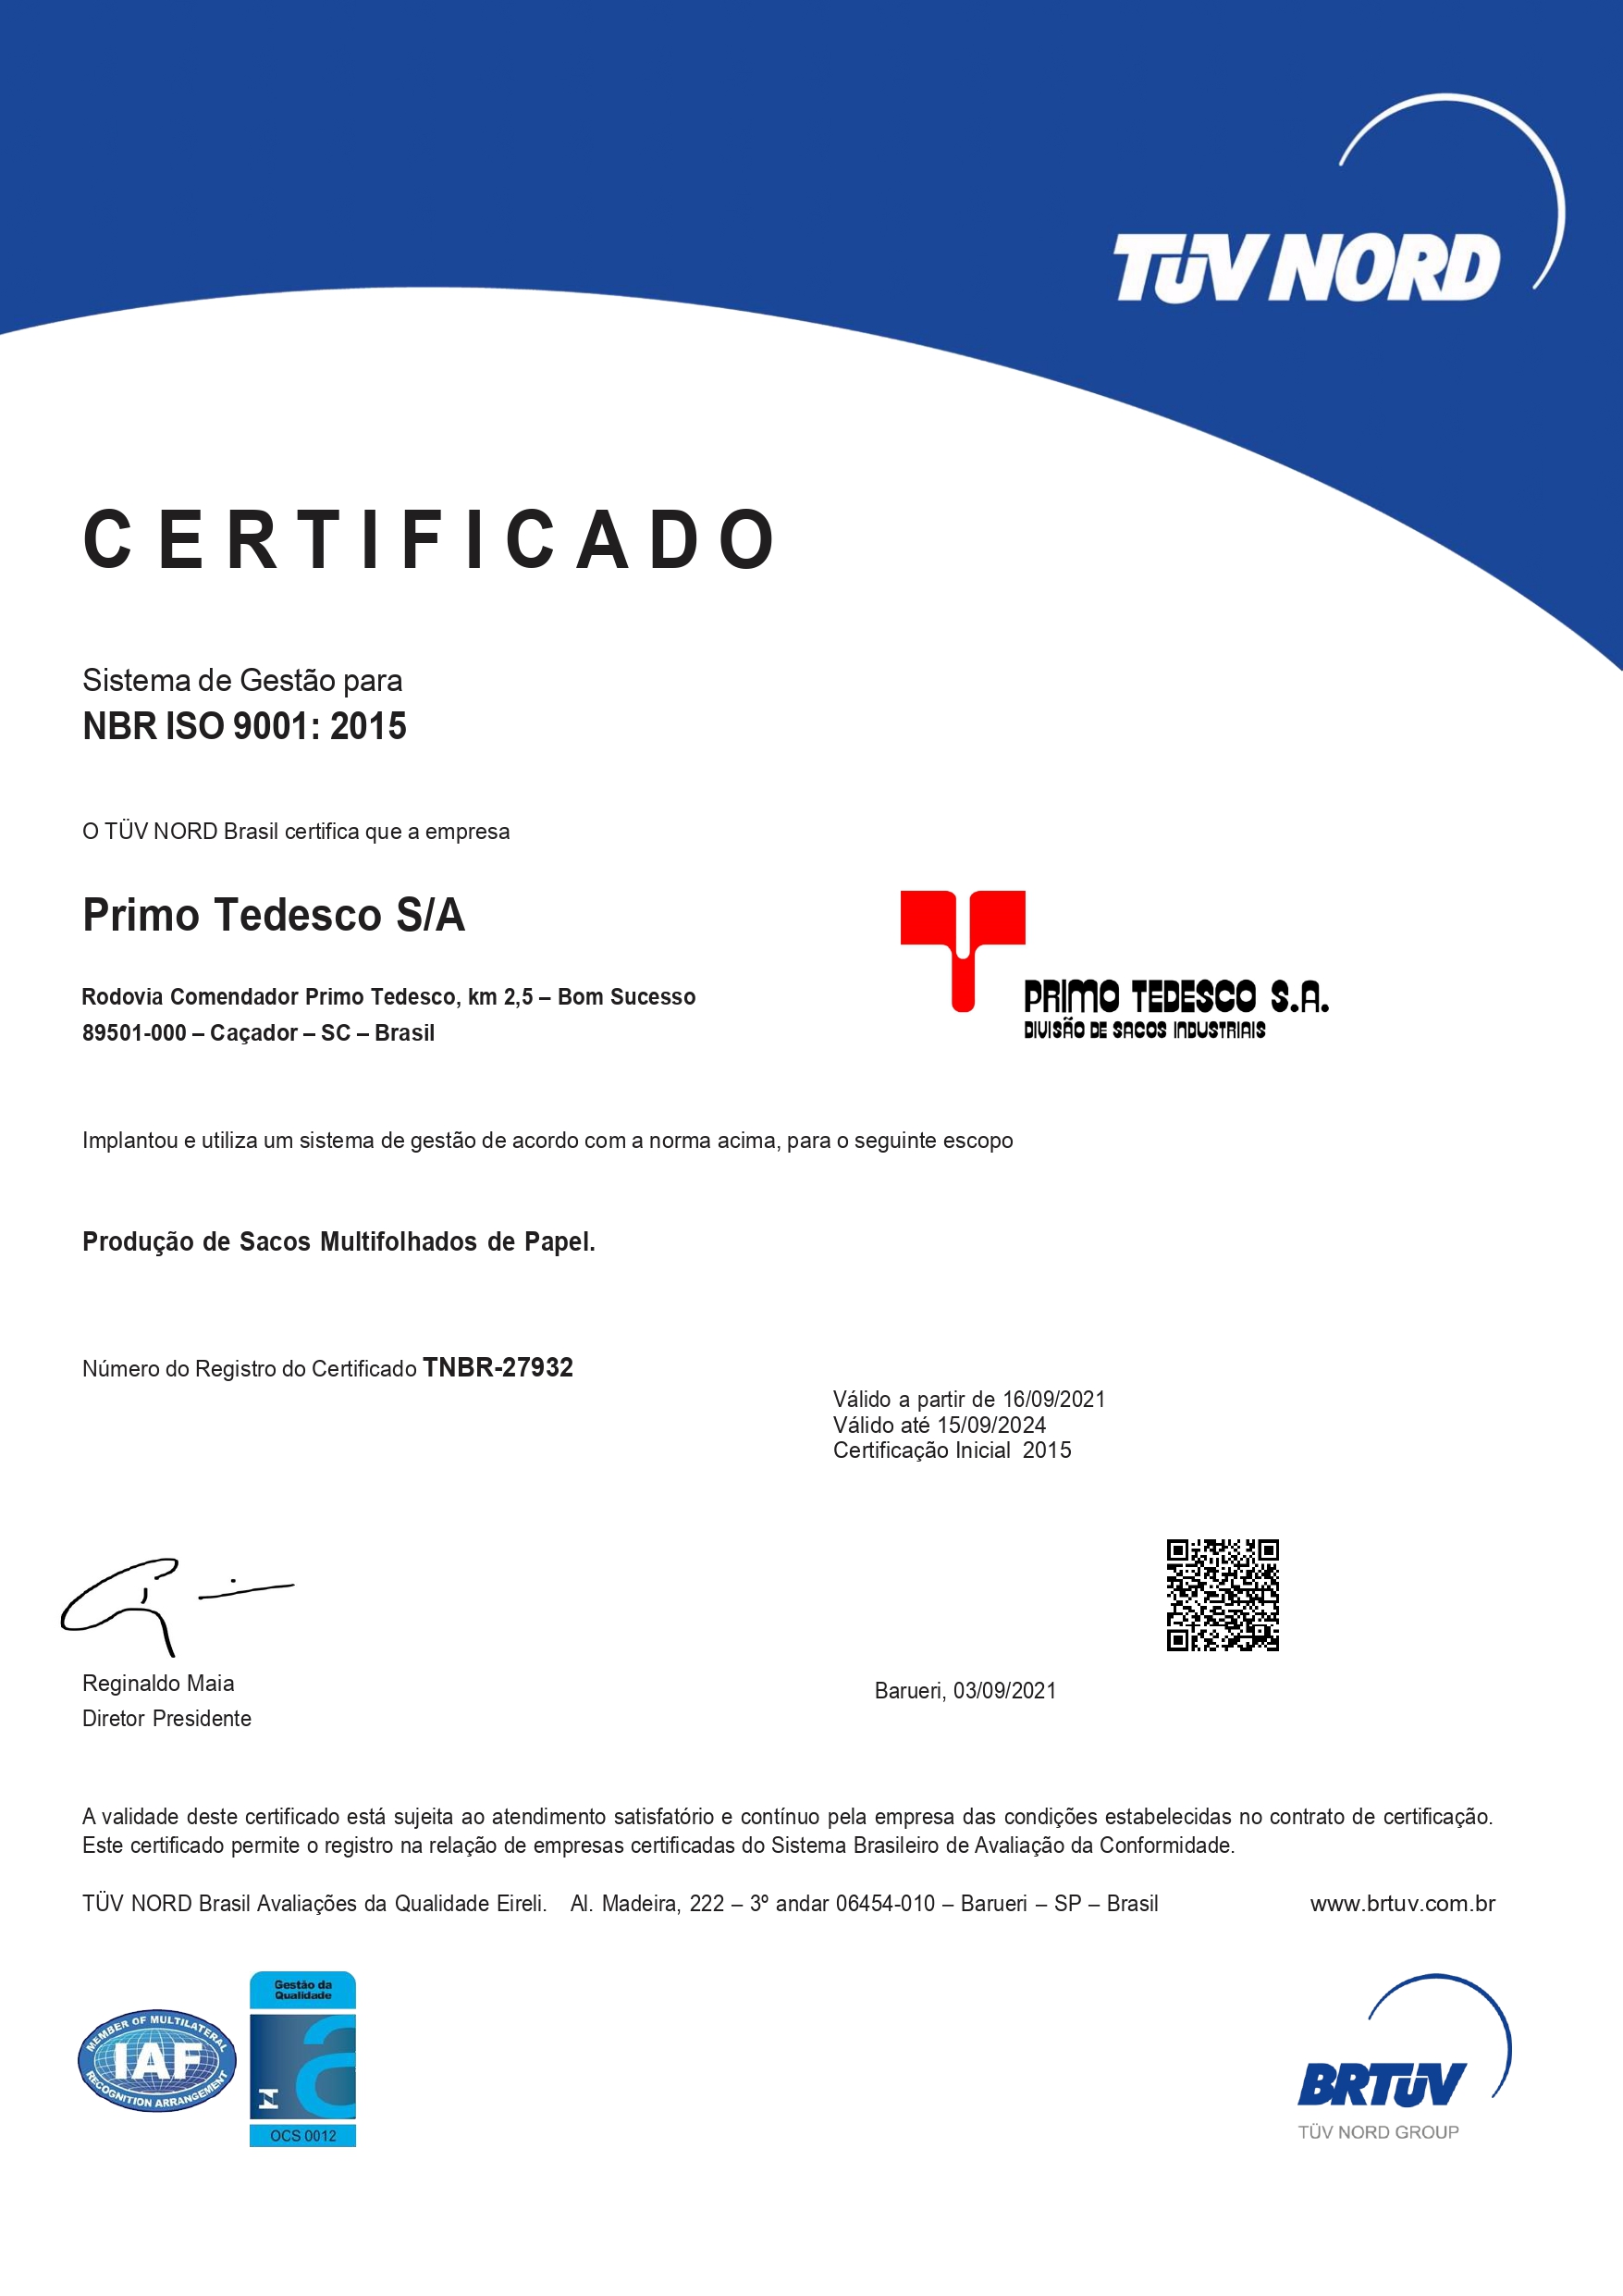 TÜV NORD
CERTIFICADO
Sistema de Gestão para
NBR ISO 9001: 2015
O TÜV NORD Brasil certifica que a empresa
Primo Tedesco S/A
Rodovia Comendador Primo Tedesco, km 2,5 – Bom Sucesso
89501-000 – Caçador – SC – Brasil
PRIMO TEDESCO S.A.
DIVISÃO DE SACOS INDUSTRIAIS
Implantou e utiliza um sistema de gestão de acordo com a norma acima, para o seguinte escopo
Produção de Sacos Multifolhados de Papel.
Número do Registro do Certificado TNBR-27932
Válido a partir de 16/09/2021
Válido até 15/09/2024
Certificação Inicial 2015
Reginaldo Maia
Diretor Presidente
Barueri, 03/09/2021
A validade deste certificado está sujeita ao atendimento satisfatório e contínuo pela empresa das condições estabelecidas no contrato de certificação.
Este certificado permite o registro na relação de empresas certificadas do Sistema Brasileiro de Avaliação da Conformidade.
TÜV NORD Brasil Avaliações da Qualidade Eireli. Al. Madeira, 222 – 3º andar 06454-010 – Barueri – SP – Brasil www.brtuv.com.br
MEMBER OF MULTILATERAL
IAF
RECOGNITION ARRANGEMENT
Gestão da
Qualidade
OCS 0012
BRTÜV
TÜV NORD GROUP